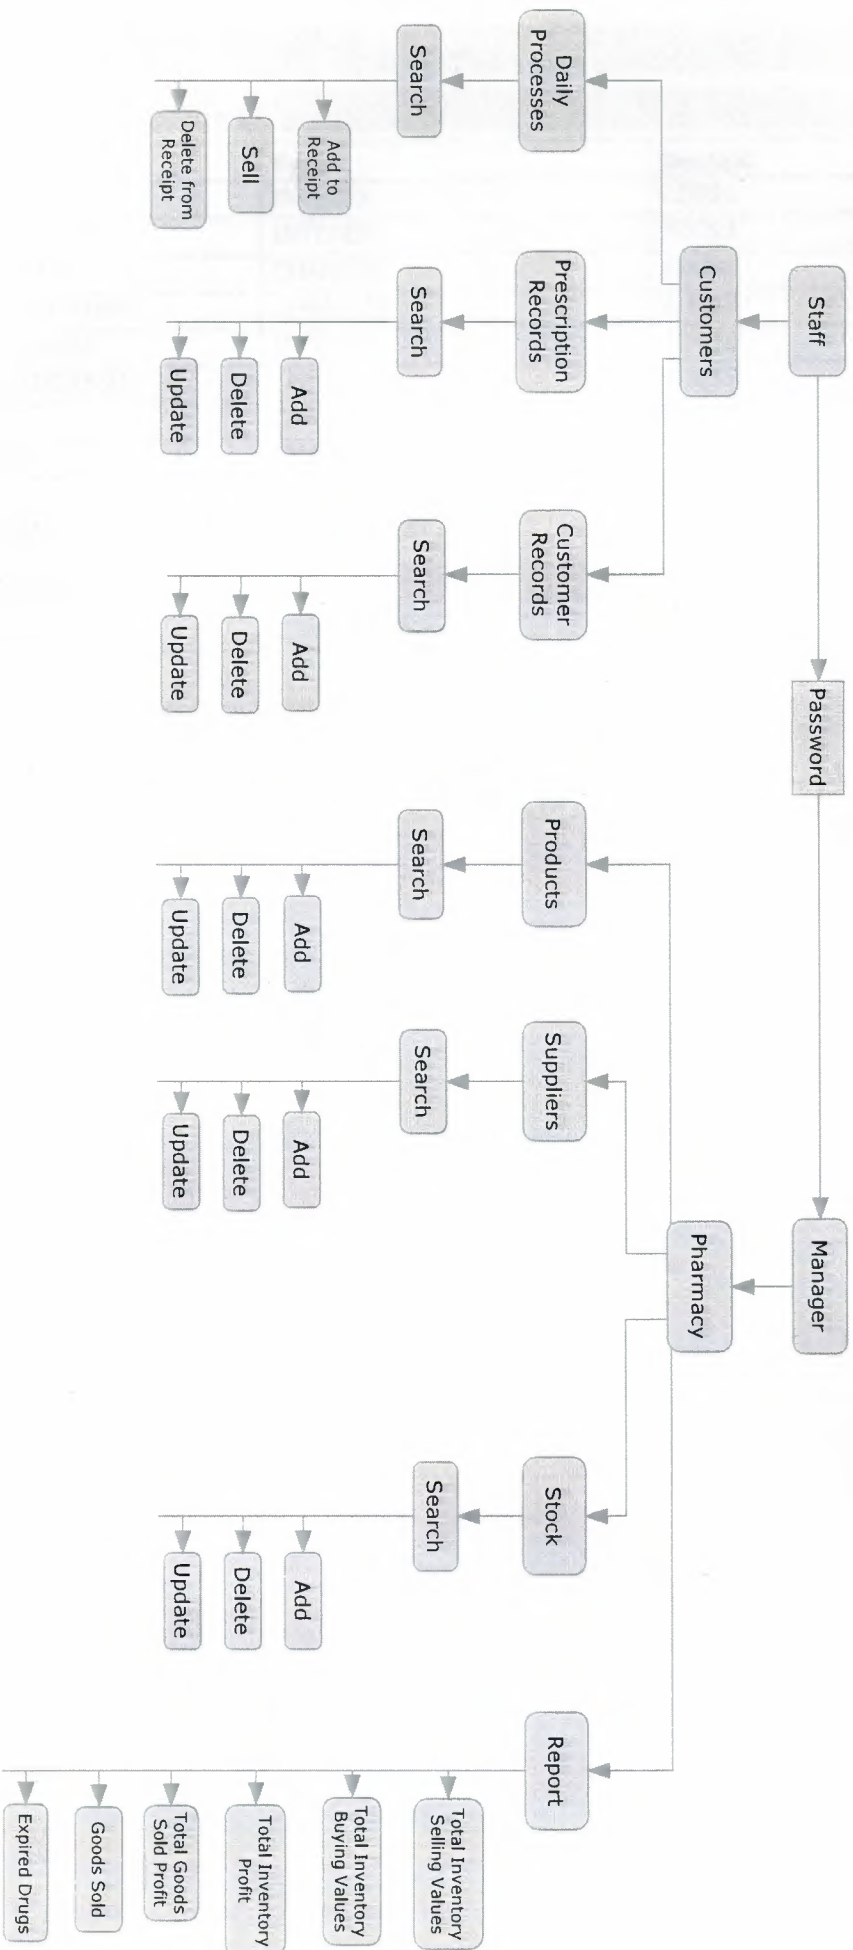 Staff
Password
Manager
Customers
Pharmacy
Daily
Processes
Prescription
Records
Customer
Records
Products
Suppliers
Stock
Report
Search
Search
Search
Search
Search
Search
Add to
Receipt
Sell
Delete from
Receipt
Add
Delete
Update
Add
Delete
Update
Add
Delete
Update
Add
Delete
Update
Add
Delete
Update
Total Inventory
Selling Values
Total Inventory
Buying Values
Total Inventory
Profit
Total Goods
Sold Profit
Goods Sold
Expired Drugs